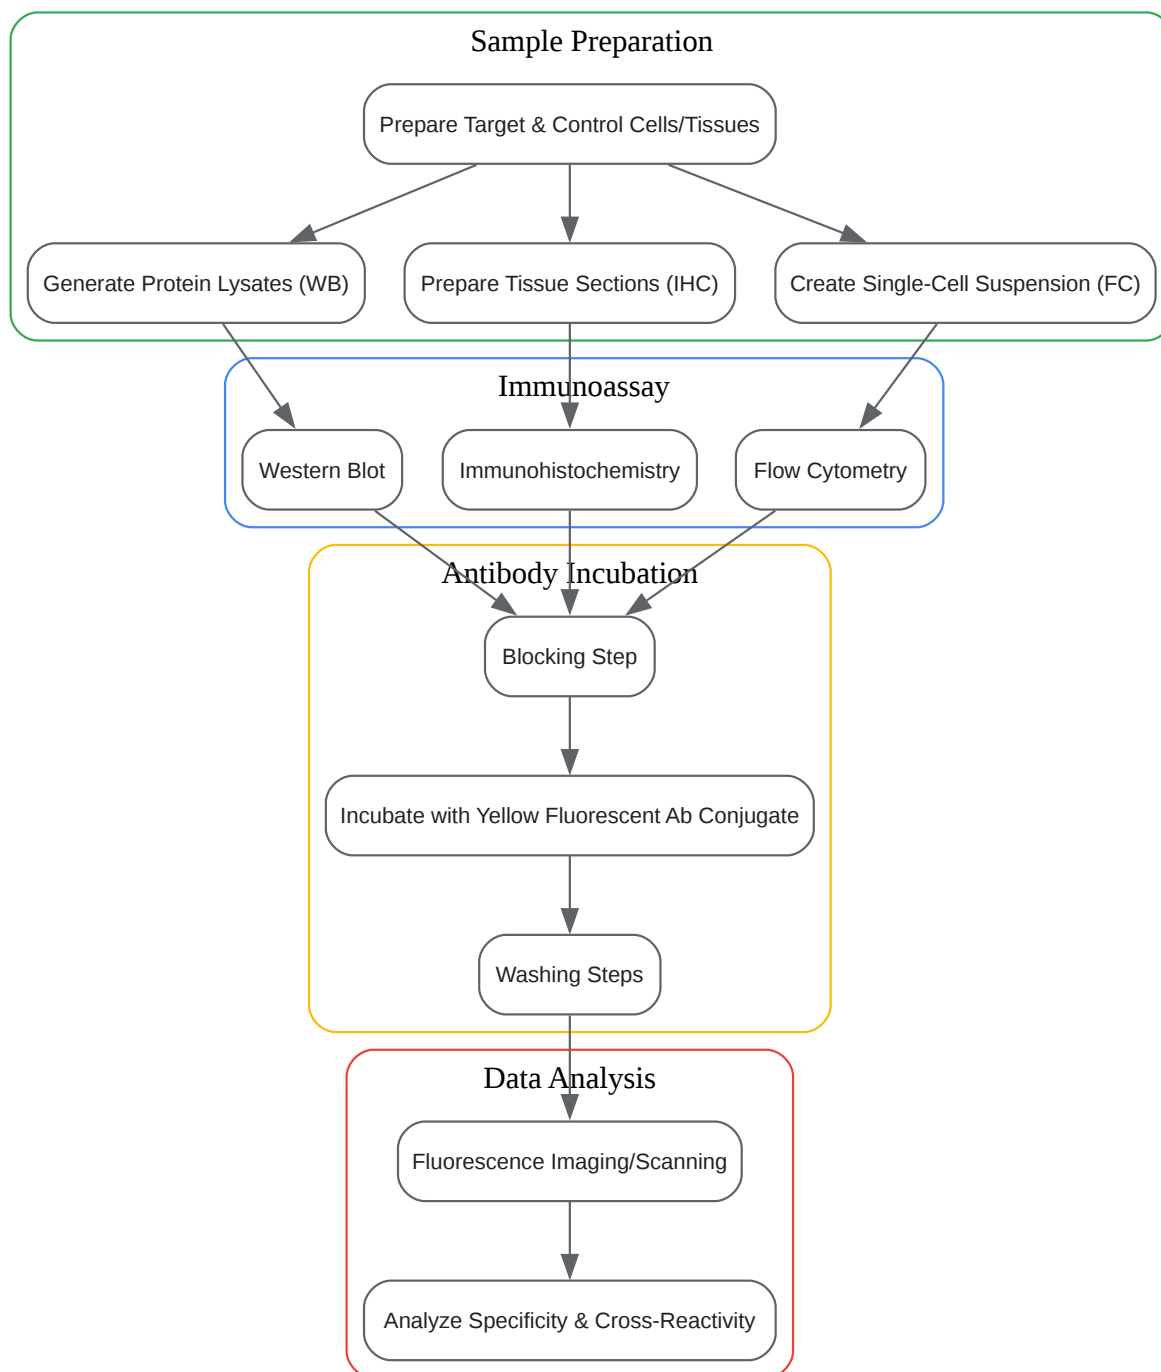 Sample Preparation
Prepare Target & Control Cells/Tissues
Generate Protein Lysates (WB)
Prepare Tissue Sections (IHC)
Create Single-Cell Suspension (FC)
Immunoassay
Western Blot
Immunohistochemistry
Flow Cytometry
Antibody Incubation
Blocking Step
Incubate with Yellow Fluorescent Ab Conjugate
Washing Steps
Data Analysis
Fluorescence Imaging/Scanning
Analyze Specificity & Cross-Reactivity